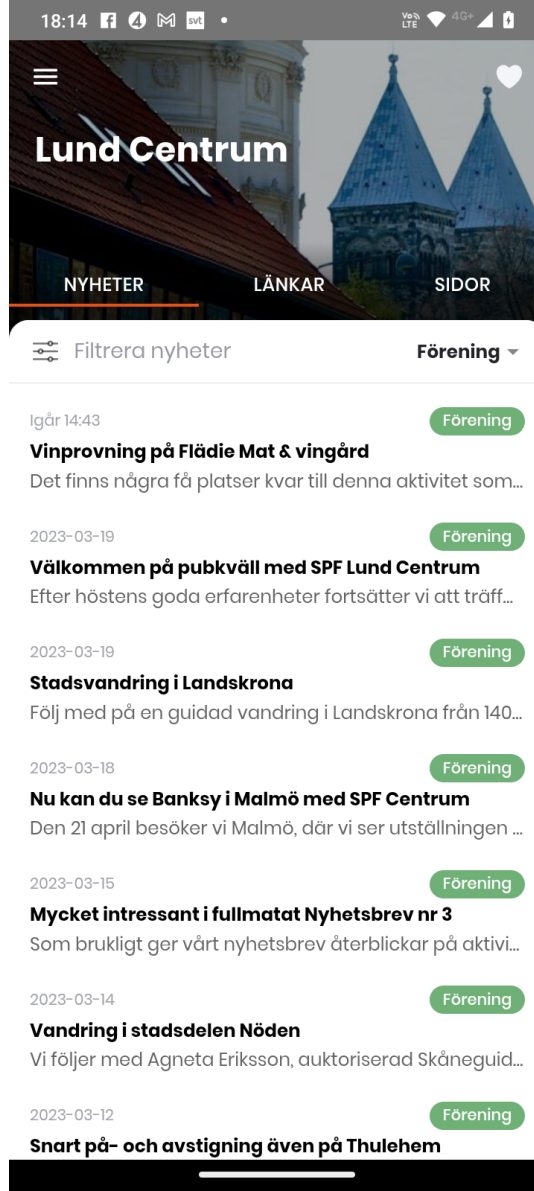 18:14
svt
Vo))
LTE
4G+
Lund Centrum
NYHETER
LÄNKAR
SIDOR
Filtrera nyheter
Förening
Igår 14:43
Förening
Vinprovning på Flädie Mat & vingård
Det finns några få platser kvar till denna aktivitet som...
2023-03-19
Förening
Välkommen på pubkväll med SPF Lund Centrum
Efter höstens goda erfarenheter fortsätter vi att träff...
2023-03-19
Förening
Stadsvandring i Landskrona
Följ med på en guidad vandring i Landskrona från 140...
2023-03-18
Förening
Nu kan du se Banksy i Malmö med SPF Centrum
Den 21 april besöker vi Malmö, där vi ser utställningen ...
2023-03-15
Förening
Mycket intressant i fullmatat Nyhetsbrev nr 3
Som brukligt ger vårt nyhetsbrev återblickar på aktivi...
2023-03-14
Förening
Vandring i stadsdelen Nöden
Vi följer med Agneta Eriksson, auktoriserad Skåneguid...
2023-03-12
Förening
Snart på- och avstigning även på Thulehem